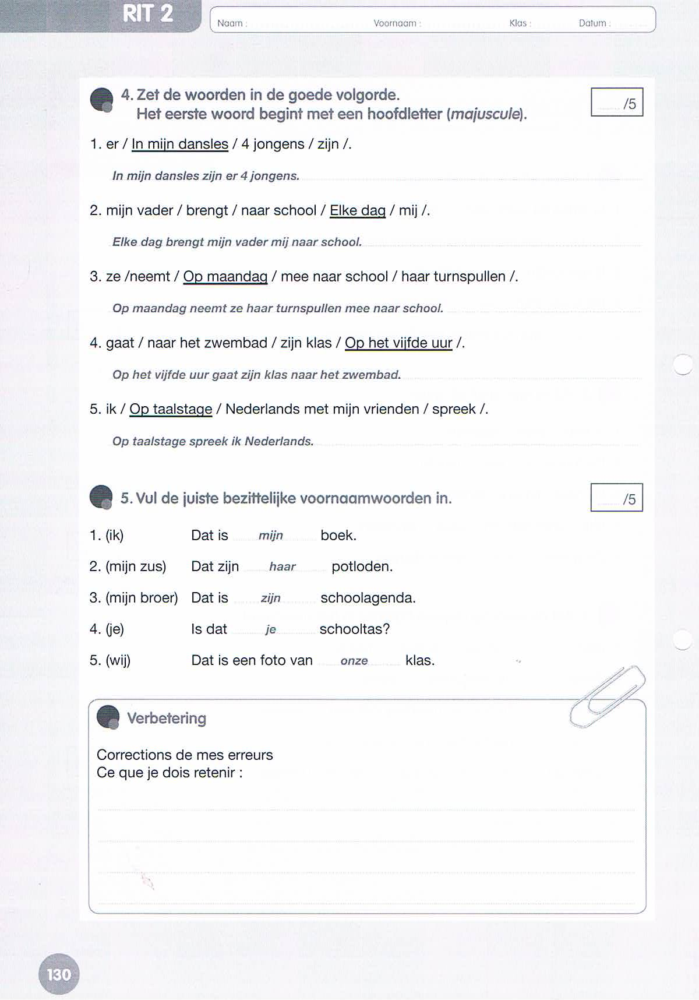 RIT 2
Naam : Voornaam : Klas : Datum :
4. Zet de woorden in de goede volgorde.
Het eerste woord begint met een hoofdletter (majuscule).
/5
1. er / In mijn dansles / 4 jongens / zijn /.
In mijn dansles zijn er 4 jongens.
2. mijn vader / brengt / naar school / Elke dag / mij /.
Elke dag brengt mijn vader mij naar school.
3. ze /neemt / Op maandag / mee naar school / haar turnspullen /.
Op maandag neemt ze haar turnspullen mee naar school.
4. gaat / naar het zwembad / zijn klas / Op het vijfde uur /.
Op het vijfde uur gaat zijn klas naar het zwembad.
5. ik / Op taalstage / Nederlands met mijn vrienden / spreek /.
Op taalstage spreek ik Nederlands.
5. Vul de juiste bezittelijke voornaamwoorden in.
/5
1. (ik) Dat is mijn boek.
2. (mijn zus) Dat zijn haar potloden.
3. (mijn broer) Dat is zijn schoolagenda.
4. (je) Is dat je schooltas?
5. (wij) Dat is een foto van onze klas.
Verbetering
Corrections de mes erreurs
Ce que je dois retenir :
130